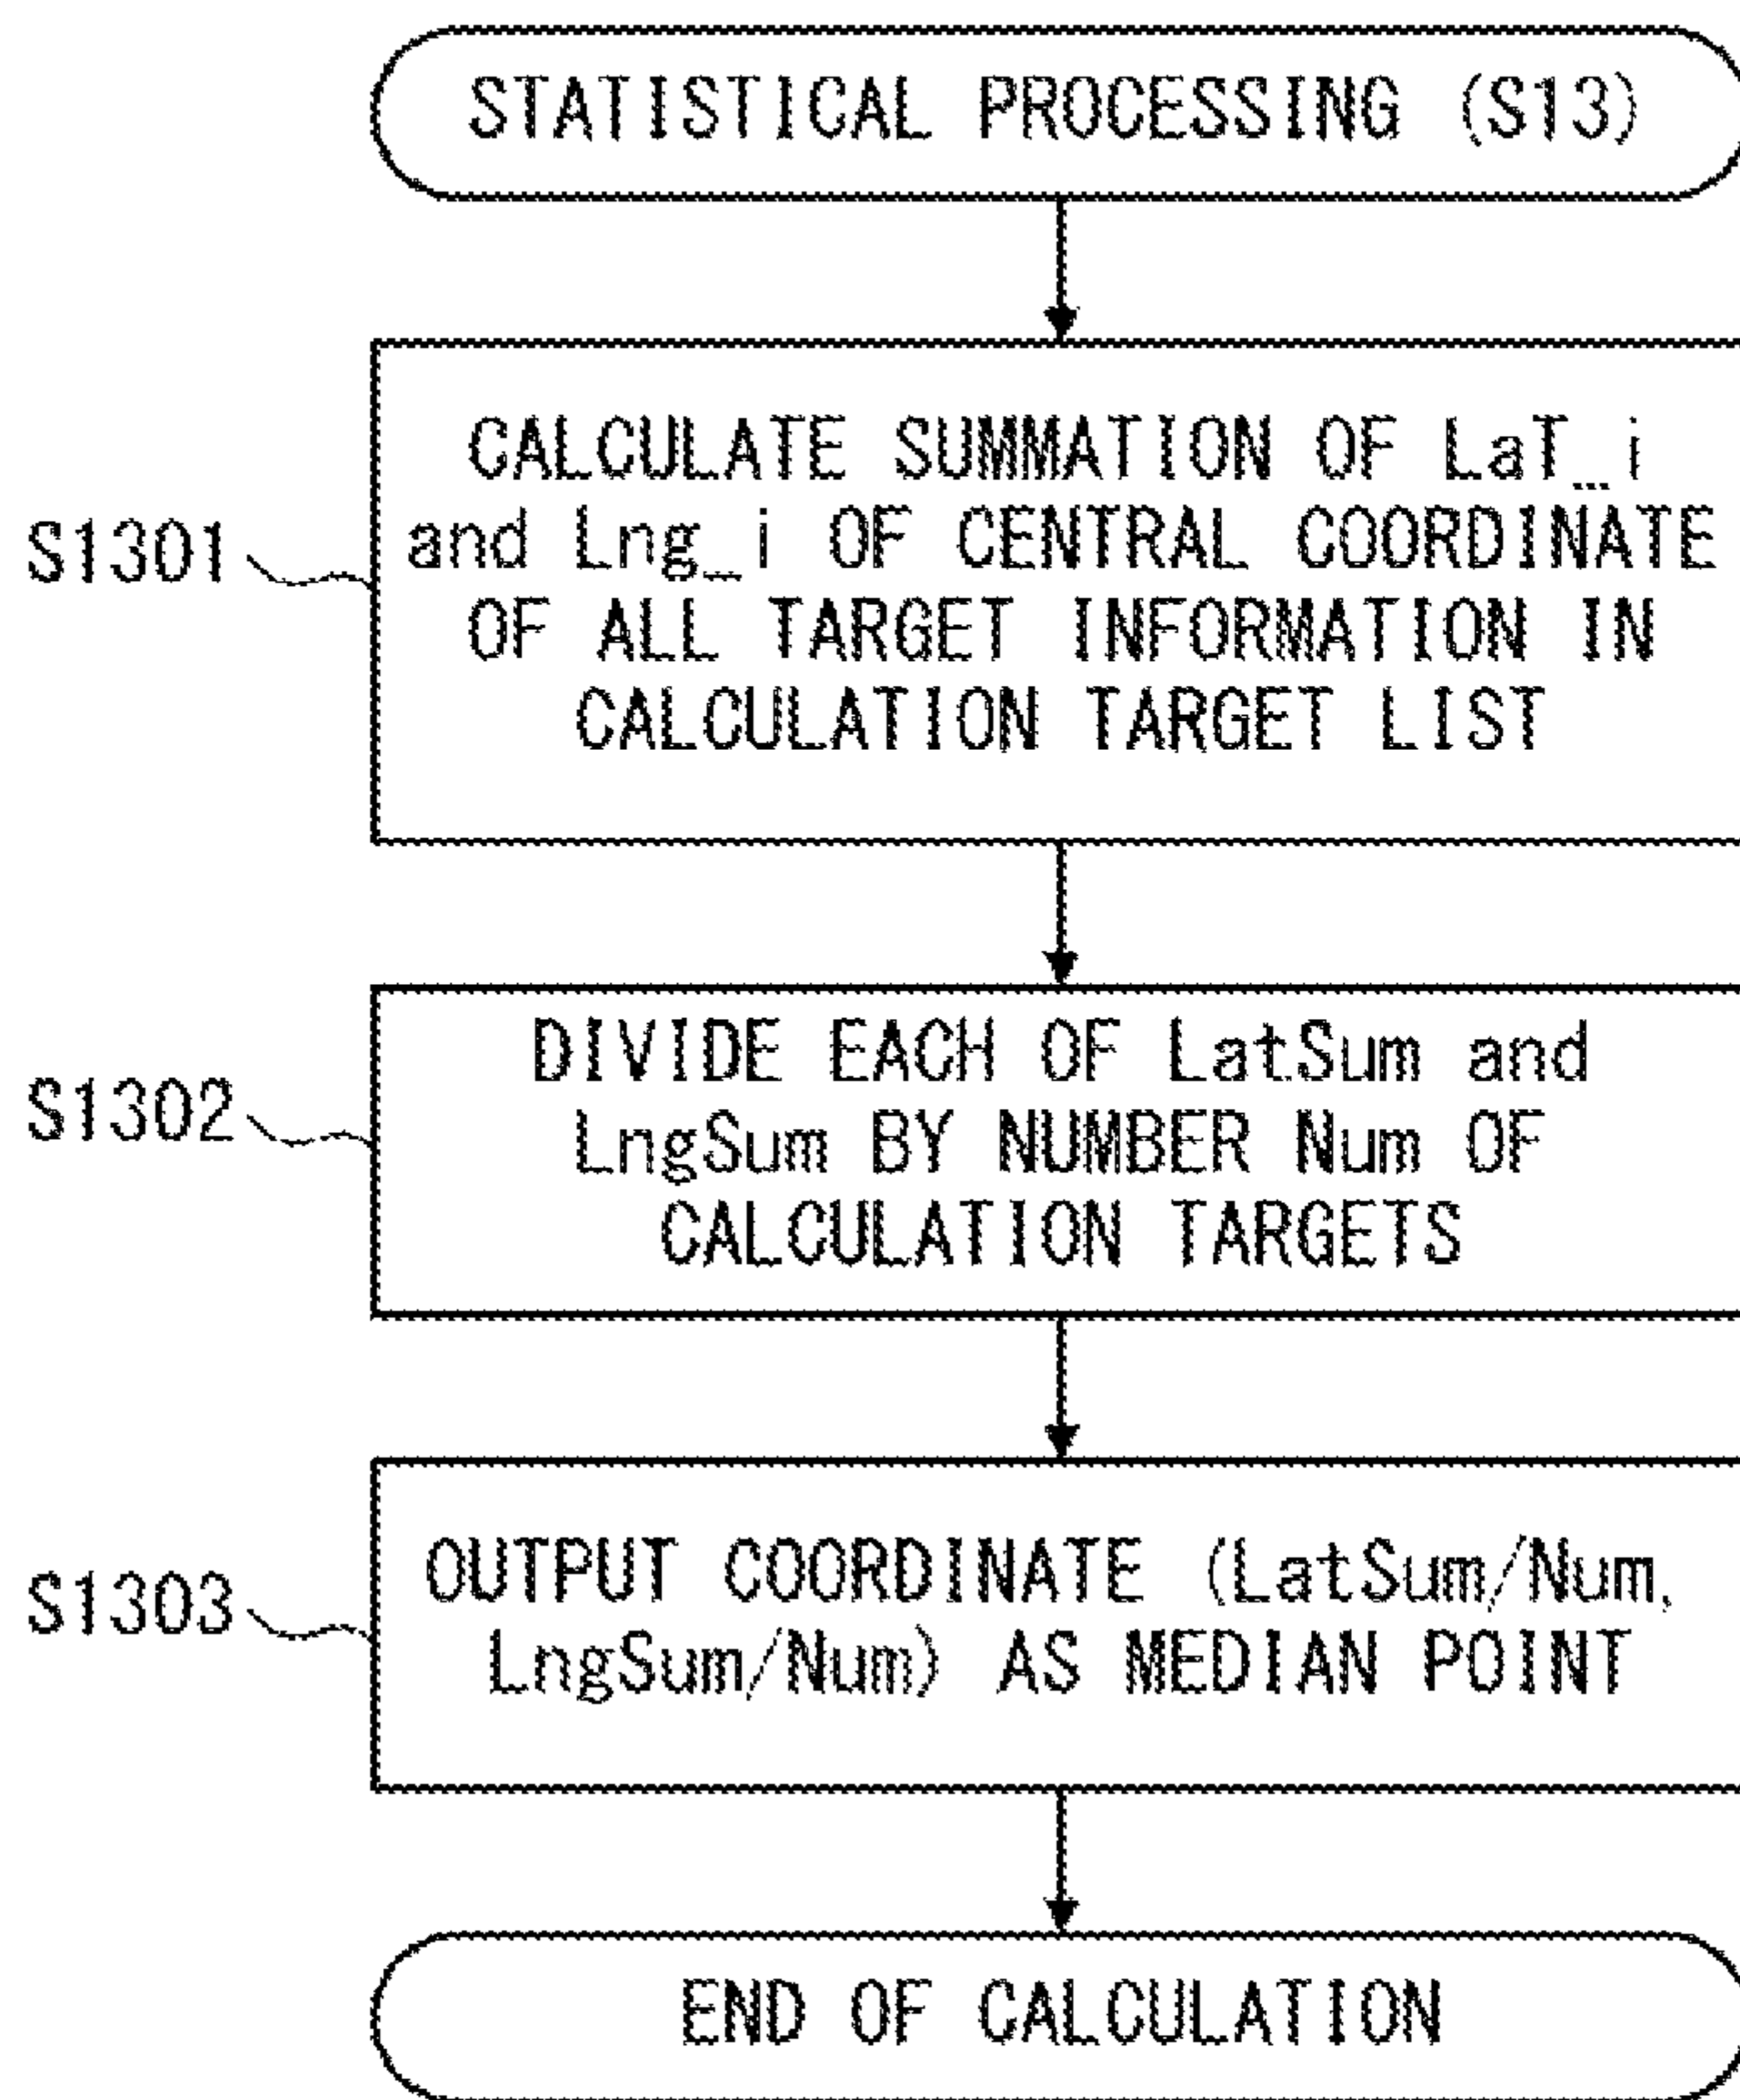 STATISTICAL PROCESSING (S13)
CALCULATE SUMMATION OF LaT_i
S1301
and Lng_i OF CENTRAL COORDINATE
OF ALL TARGET INFORMATION IN
CALCULATION TARGET LIST
DIVIDE EACH OF LatSum and
S1302
LngSum BY NUMBER Num OF
CALCULATION TARGETS
OUTPUT COORDINATE (LatSum/Num,
S1303
LngSum/Num) AS MEDIAN POINT
END OF CALCULATION